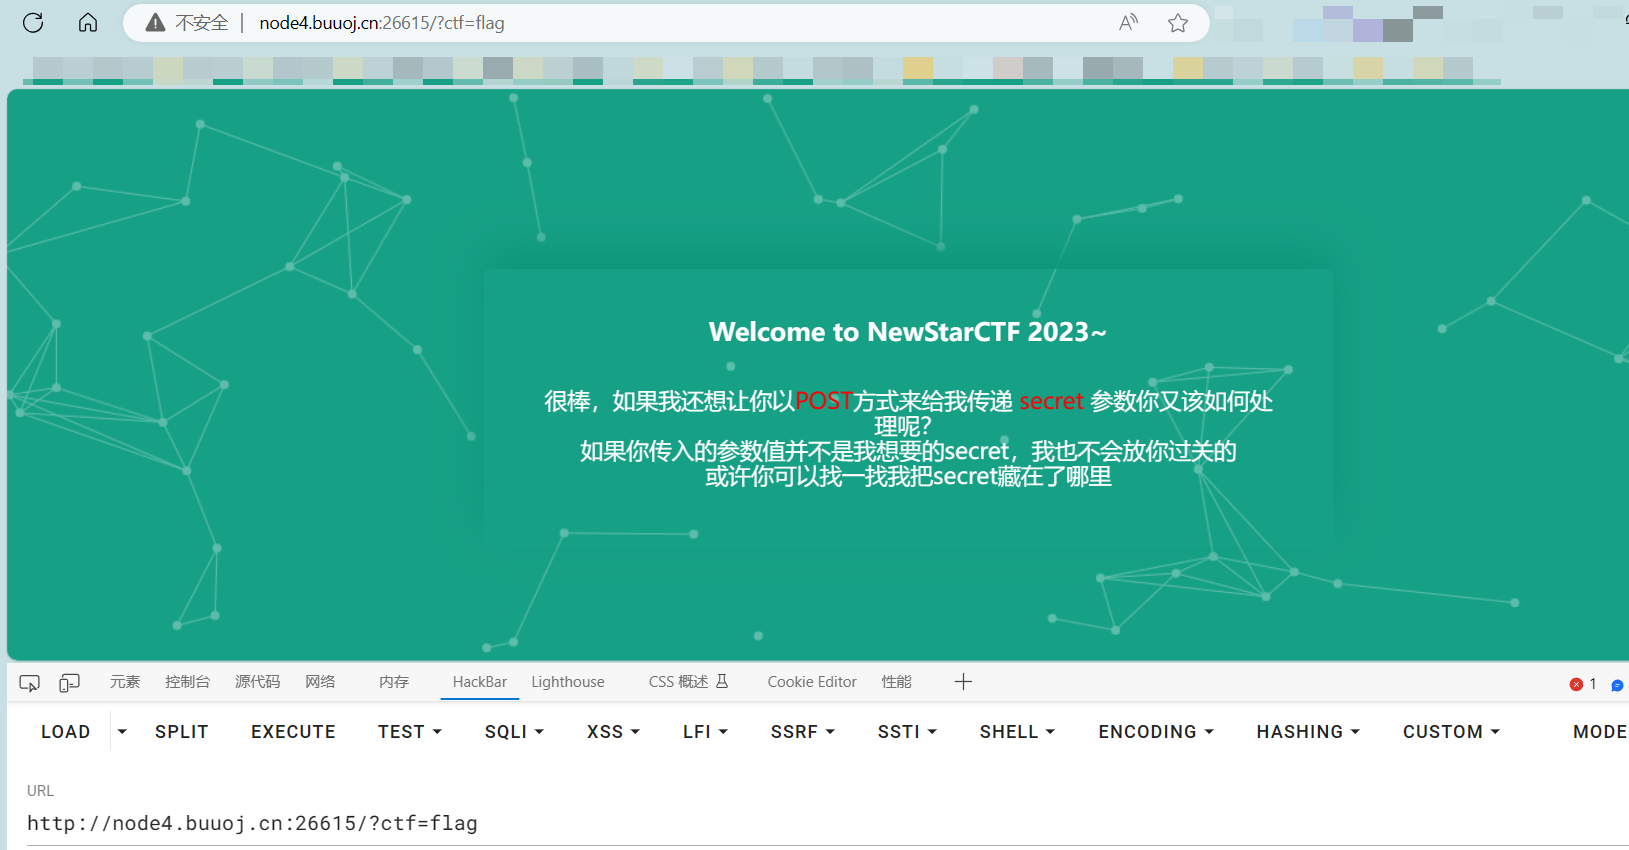 不安全 node4.buuoj.cn:26615/?ctf=flag
Welcome to NewStarCTF 2023~
很棒，如果我还想让你以POST方式来给我传递 secret 参数你又该如何处
理呢？
如果你传入的参数值并不是我想要的secret，我也不会放你过关的
或许你可以找一找我把secret藏在了哪里
元素 控制台 源代码 网络 内存 HackBar Lighthouse CSS 概述 Cookie Editor 性能 1
LOAD SPLIT EXECUTE TEST SQLI XSS LFI SSRF SSTI SHELL ENCODING HASHING CUSTOM MODE
URL
http://node4.buuoj.cn:26615/?ctf=flag